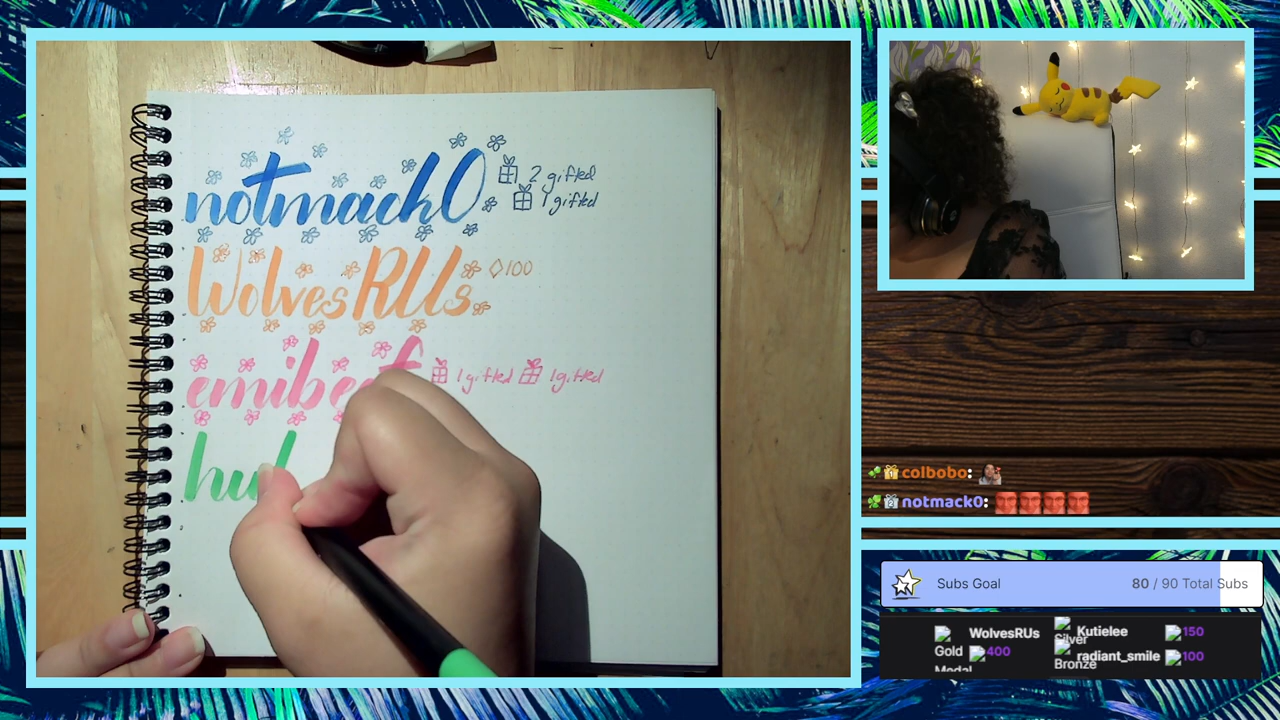 notmack0 2 gifted
1 gifted
WolvesRUs 100
1 gifted 1 gifted
colbobo:
notmack0:
Subs Goal 80 / 90 Total Subs
WolvesRUs 400
Gold
Kutielee 150
Silver
radiant_smile 100
Bronze